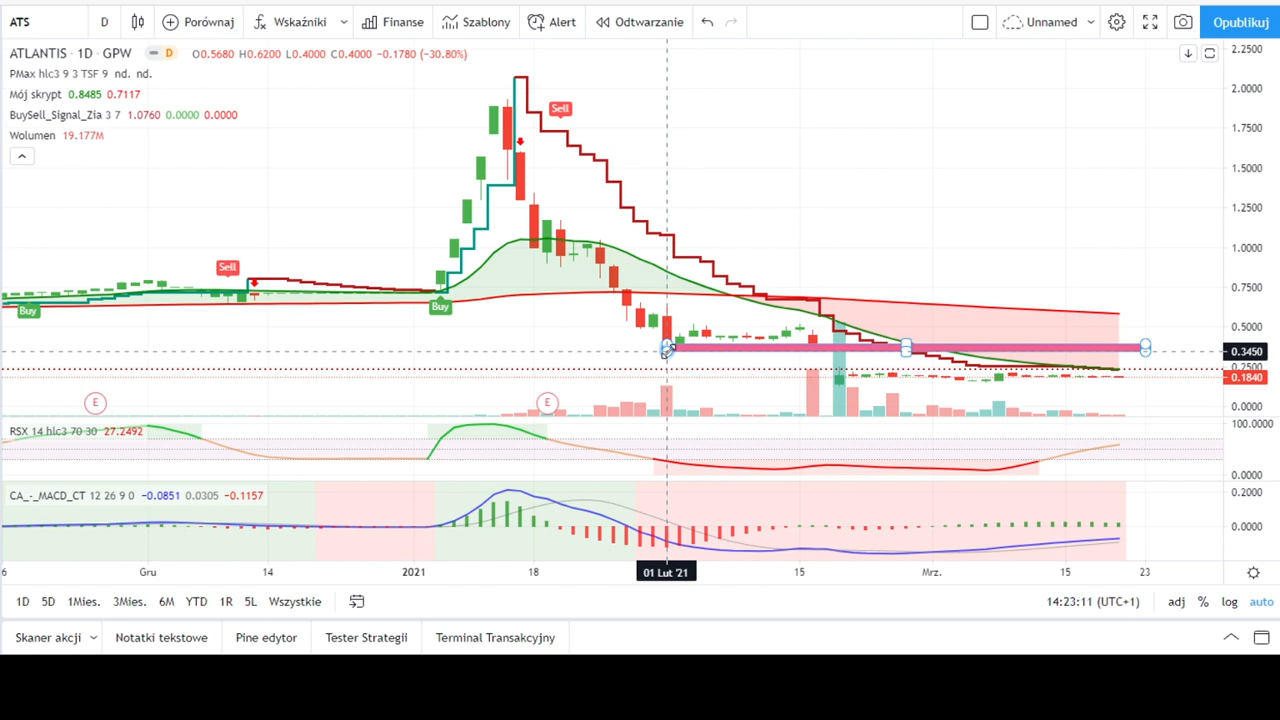 ATS D Porównaj Wskaźniki Finanse Szablony Alert Odtwarzanie Unnamed Opublikuj
ATLANTIS · 1D · GPW D O0.5680 H0.6200 L0.4000 C0.4000 −0.1780 (−30.80%)
PMax hlc3 9 3 TSF 9 nd. nd.
Mój skrypt 0.8485 0.7117
BuySell_Signal_Zia 3 7 1.0760 0.0000 0.0000
Wolumen 19.177M
2.2500
2.0000
1.7500
1.5000
1.2500
1.0000
0.7500
0.5000
0.3450
0.2500
0.1840
0.0000
Sell
Sell
Buy
Buy
E
E
RSX 14 hlc3 70 30 27.2492
100.0000
0.0000
CA_-_MACD_CT 12 26 9 0 −0.0851 0.0305 −0.1157
0.2000
0.0000
6 Gru 14 2021 18 01 Lut '21 15 Mrz. 15 23
1D 5D 1Mies. 3Mies. 6M YTD 1R 5L Wszystkie 14:23:11 (UTC+1) adj % log auto
Skaner akcji Notatki tekstowe Pine edytor Tester Strategii Terminal Transakcyjny